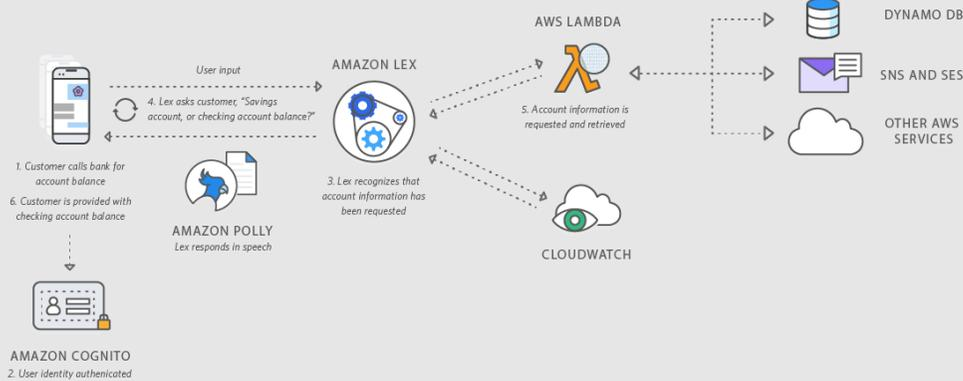 AWS LAMBDA
DYNAMO DB
AMAZON LEX
User input
SNS AND SES
4. Lex asks customer, "Savings
account, or checking account balance?"
5. Account information is
requested and retrieved
OTHER AWS
SERVICES
1. Customer calls bank for
account balance
6. Customer is provided with
checking account balance
3. Lex recognizes that
account information has
been requested
AMAZON POLLY
Lex responds in speech
CLOUDWATCH
AMAZON COGNITO
2. User identity authenicated